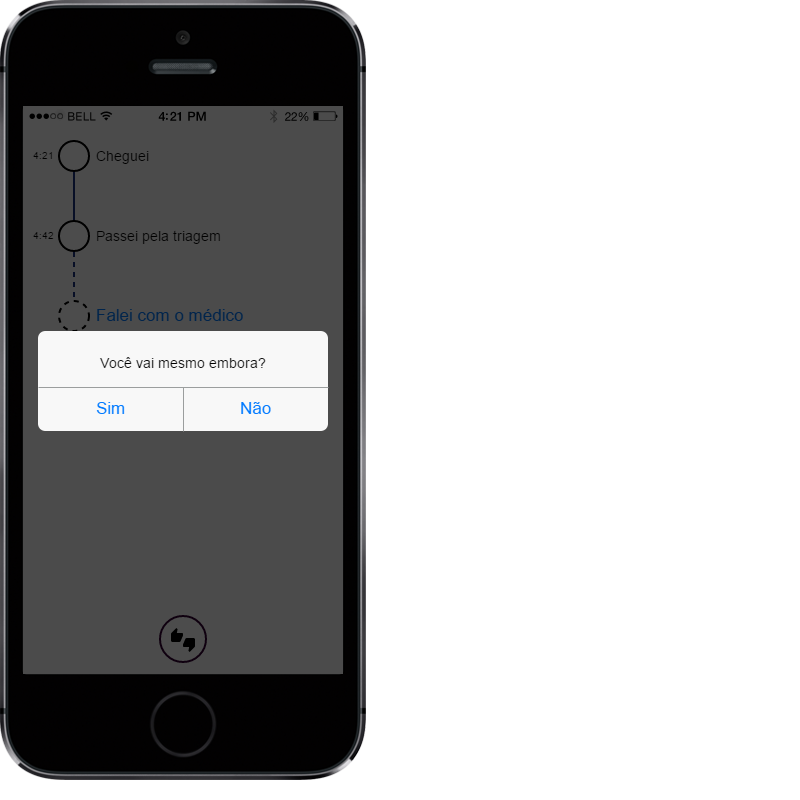 BELL 4:21 PM 22%
4:21 Cheguei
4:42 Passei pela triagem
Falei com o médico
Você vai mesmo embora?
Sim Não